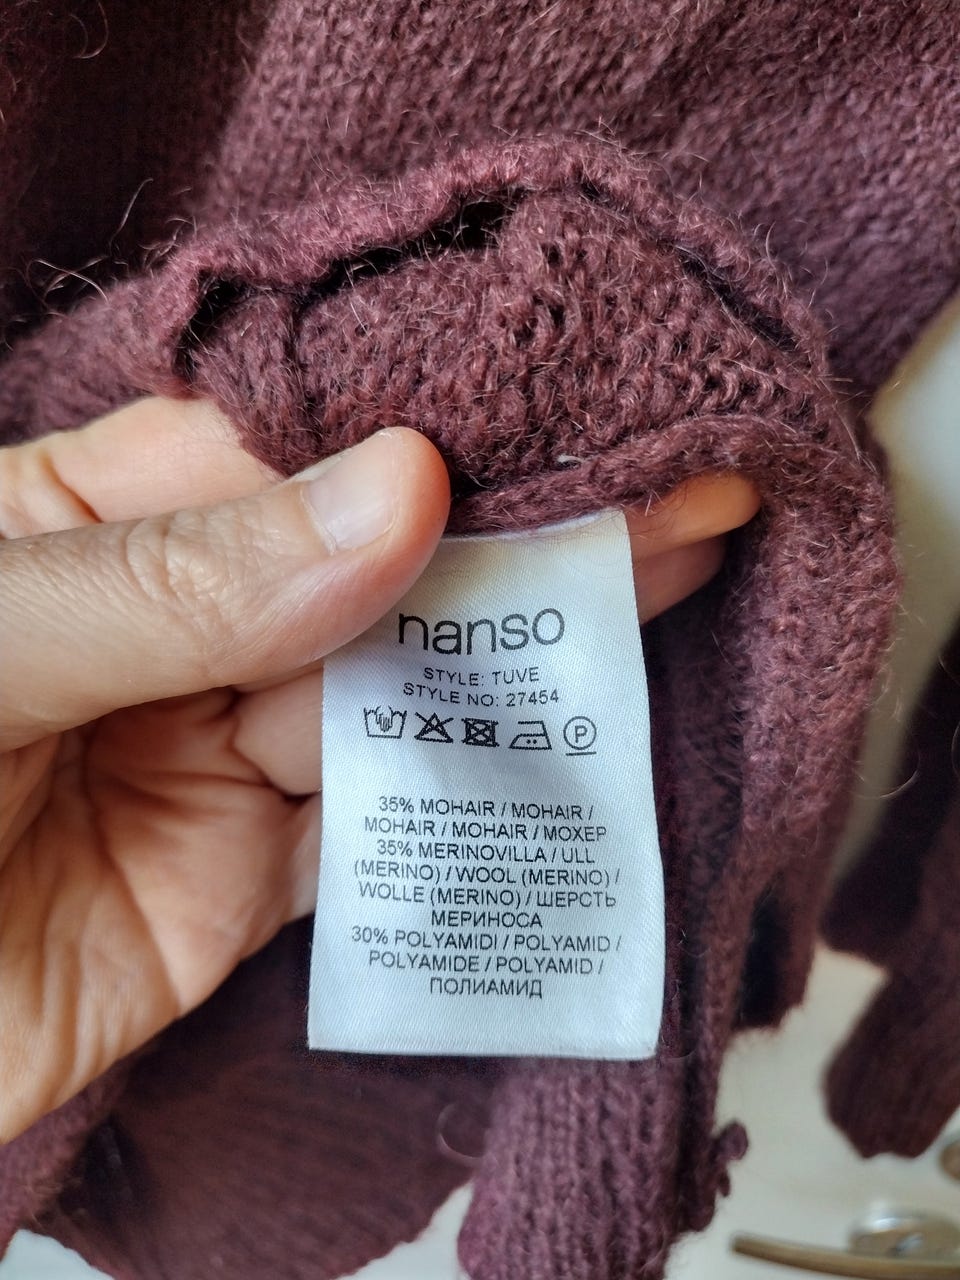 nanso
STYLE: TUVE
STYLE NO: 27454
P
35% MOHAIR / MOHAIR /
MOHAIR / MOHAIR / МОХЕР
35% MERINOVILLA / ULL
(MERINO) / WOOL (MERINO) /
WOLLE (MERINO) / ШЕРСТЬ
МЕРИНОСА
30% POLYAMIDI / POLYAMID /
POLYAMIDE / POLYAMID /
ПОЛИАМИД